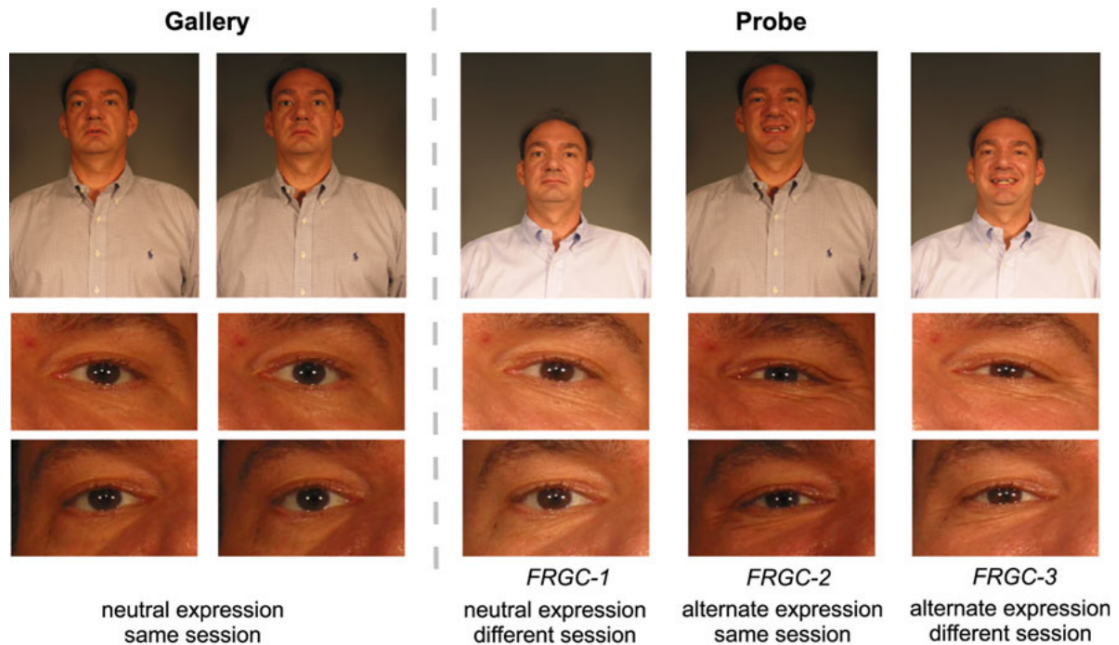 Gallery
Probe
FRGC-1
FRGC-2
FRGC-3
neutral expression
same session
neutral expression
different session
alternate expression
same session
alternate expression
different session